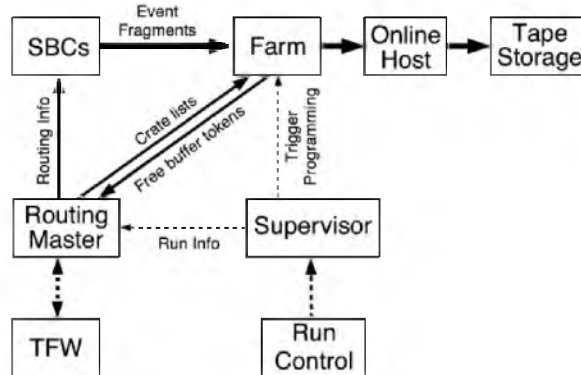 Event
Fragments
SBCs
Farm
Online
Host
Tape
Storage
Routing Info
Crate lists
Free buffer tokens
Trigger
Programming
Routing
Master
Run Info
Supervisor
TFW
Run
Control